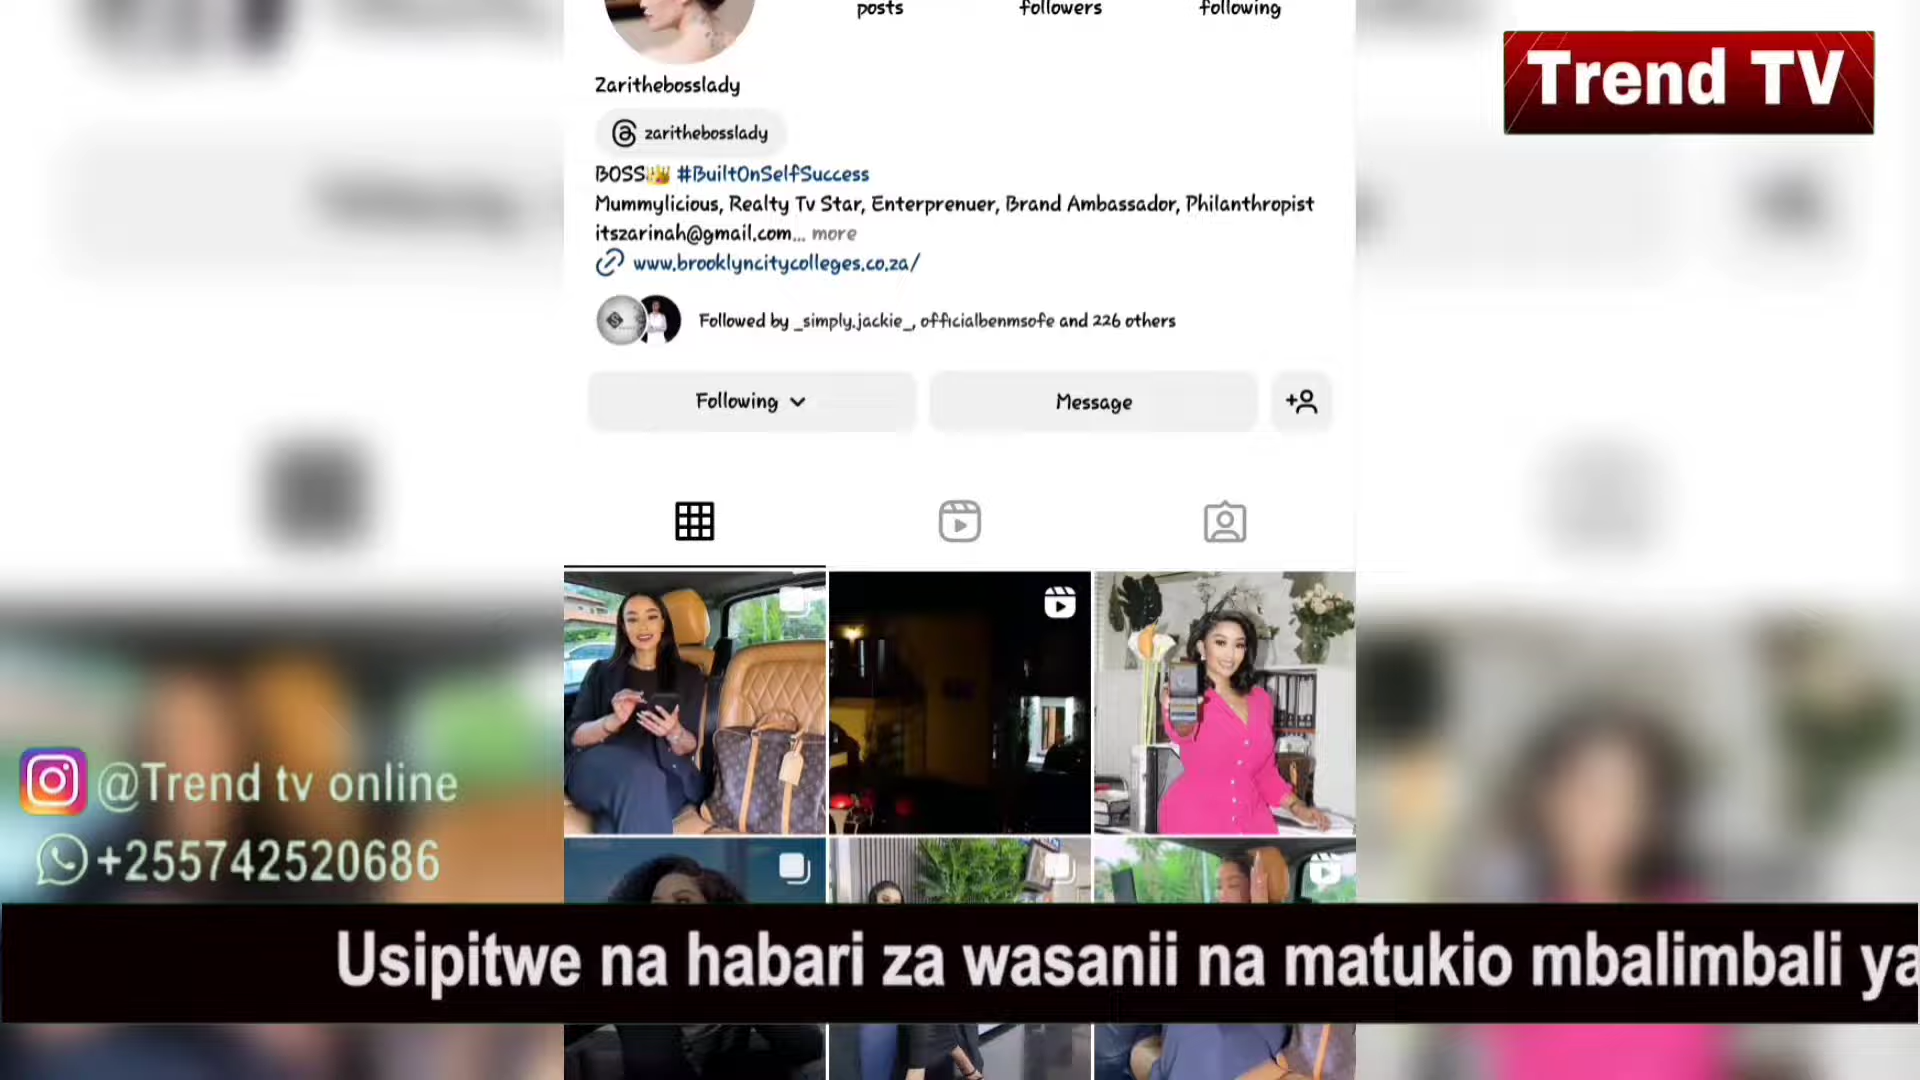 posts followers following
Trend TV
Zarithebosslady
zarithebosslady
BOSS👑 #BuiltOnSelfSuccess
Mummylicious, Realty Tv Star, Enterprenuer, Brand Ambassador, Philanthropist
itszarinah@gmail.com... more
www.brooklyncitycolleges.co.za/
Followed by _simply.jackie_, officialbenmsofe and 226 others
Following
Message
@Trend tv online
+255742520686
Usipitwe na habari za wasanii na matukio mbalimbali ya